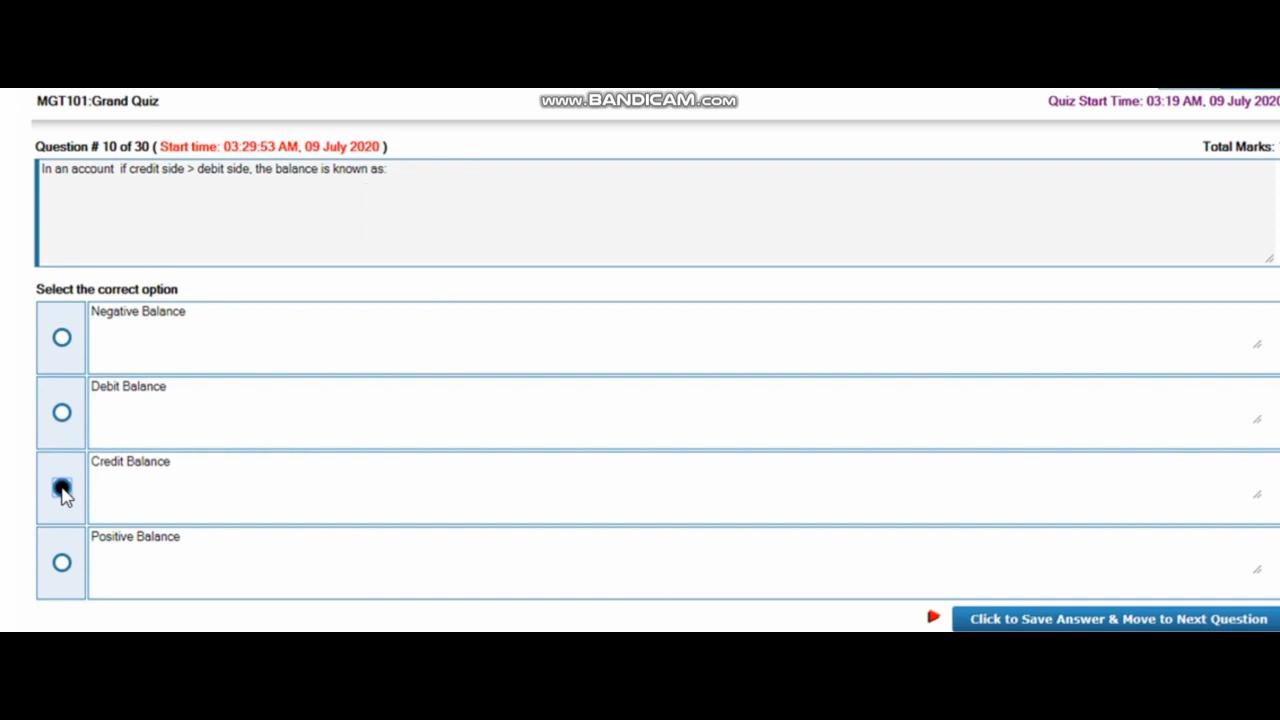 www.BANDICAM.com
MGT101:Grand Quiz
Quiz Start Time: 03:19 AM, 09 July 202
Question # 10 of 30 ( Start time: 03:29:53 AM, 09 July 2020 )
Total Marks:
In an account  if credit side > debit side, the balance is known as:
Select the correct option
Negative Balance
Debit Balance
Credit Balance
Positive Balance
Click to Save Answer & Move to Next Question